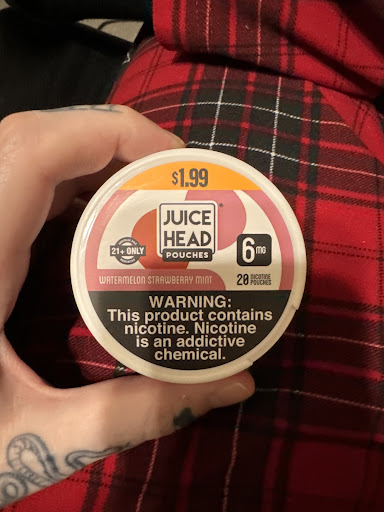 $1.99
JUICE
HEAD
POUCHES
®
21+ ONLY
6mg
WATERMELON STRAWBERRY MINT
20 NICOTINE
POUCHES
WARNING:
This product contains
nicotine. Nicotine
is an addictive
chemical.